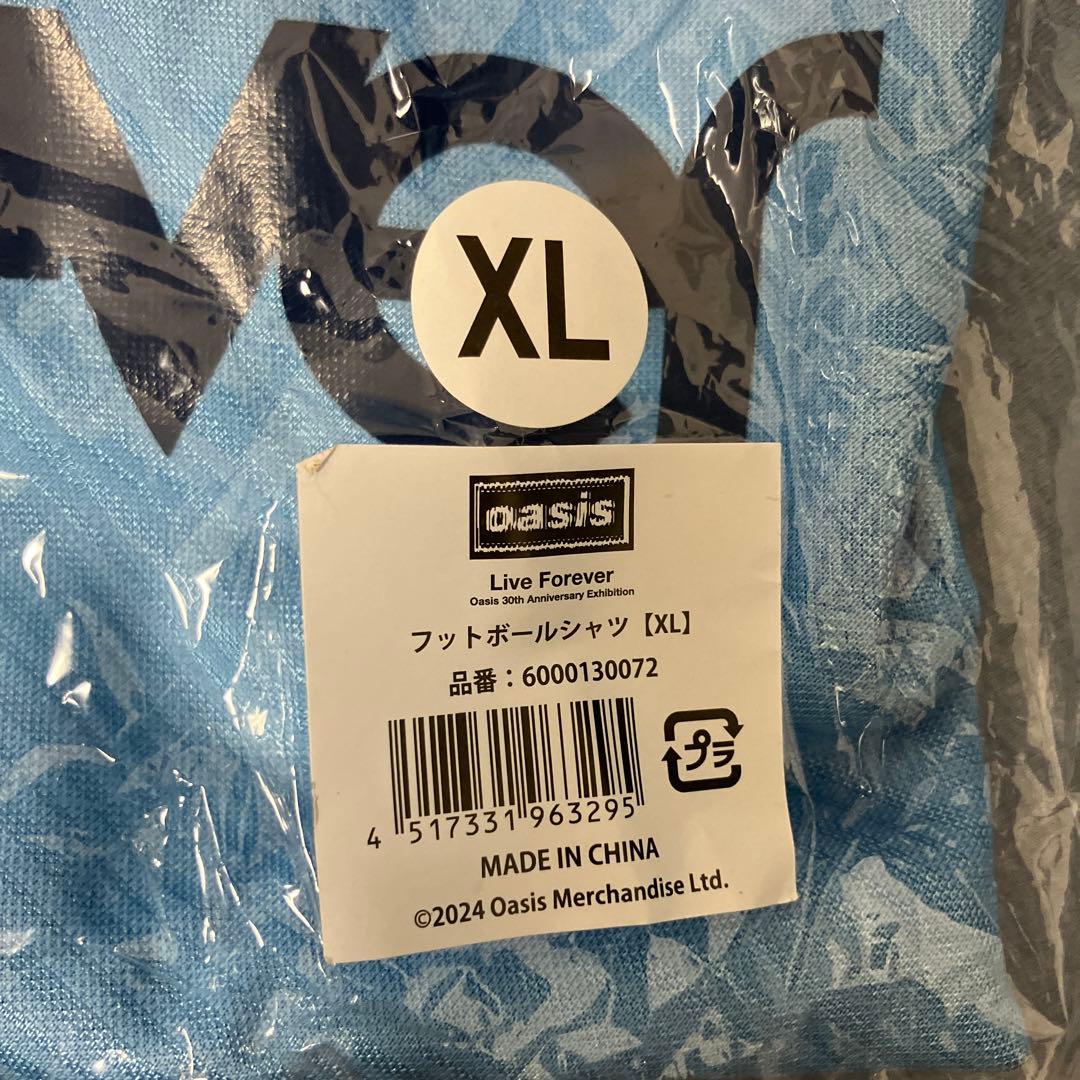 XL
oasis
Live Forever
Oasis 30th Anniversary Exhibition
フットボールシャツ【XL】
品番：6000130072
プラ
4 517331 963295
MADE IN CHINA
©2024 Oasis Merchandise Ltd.